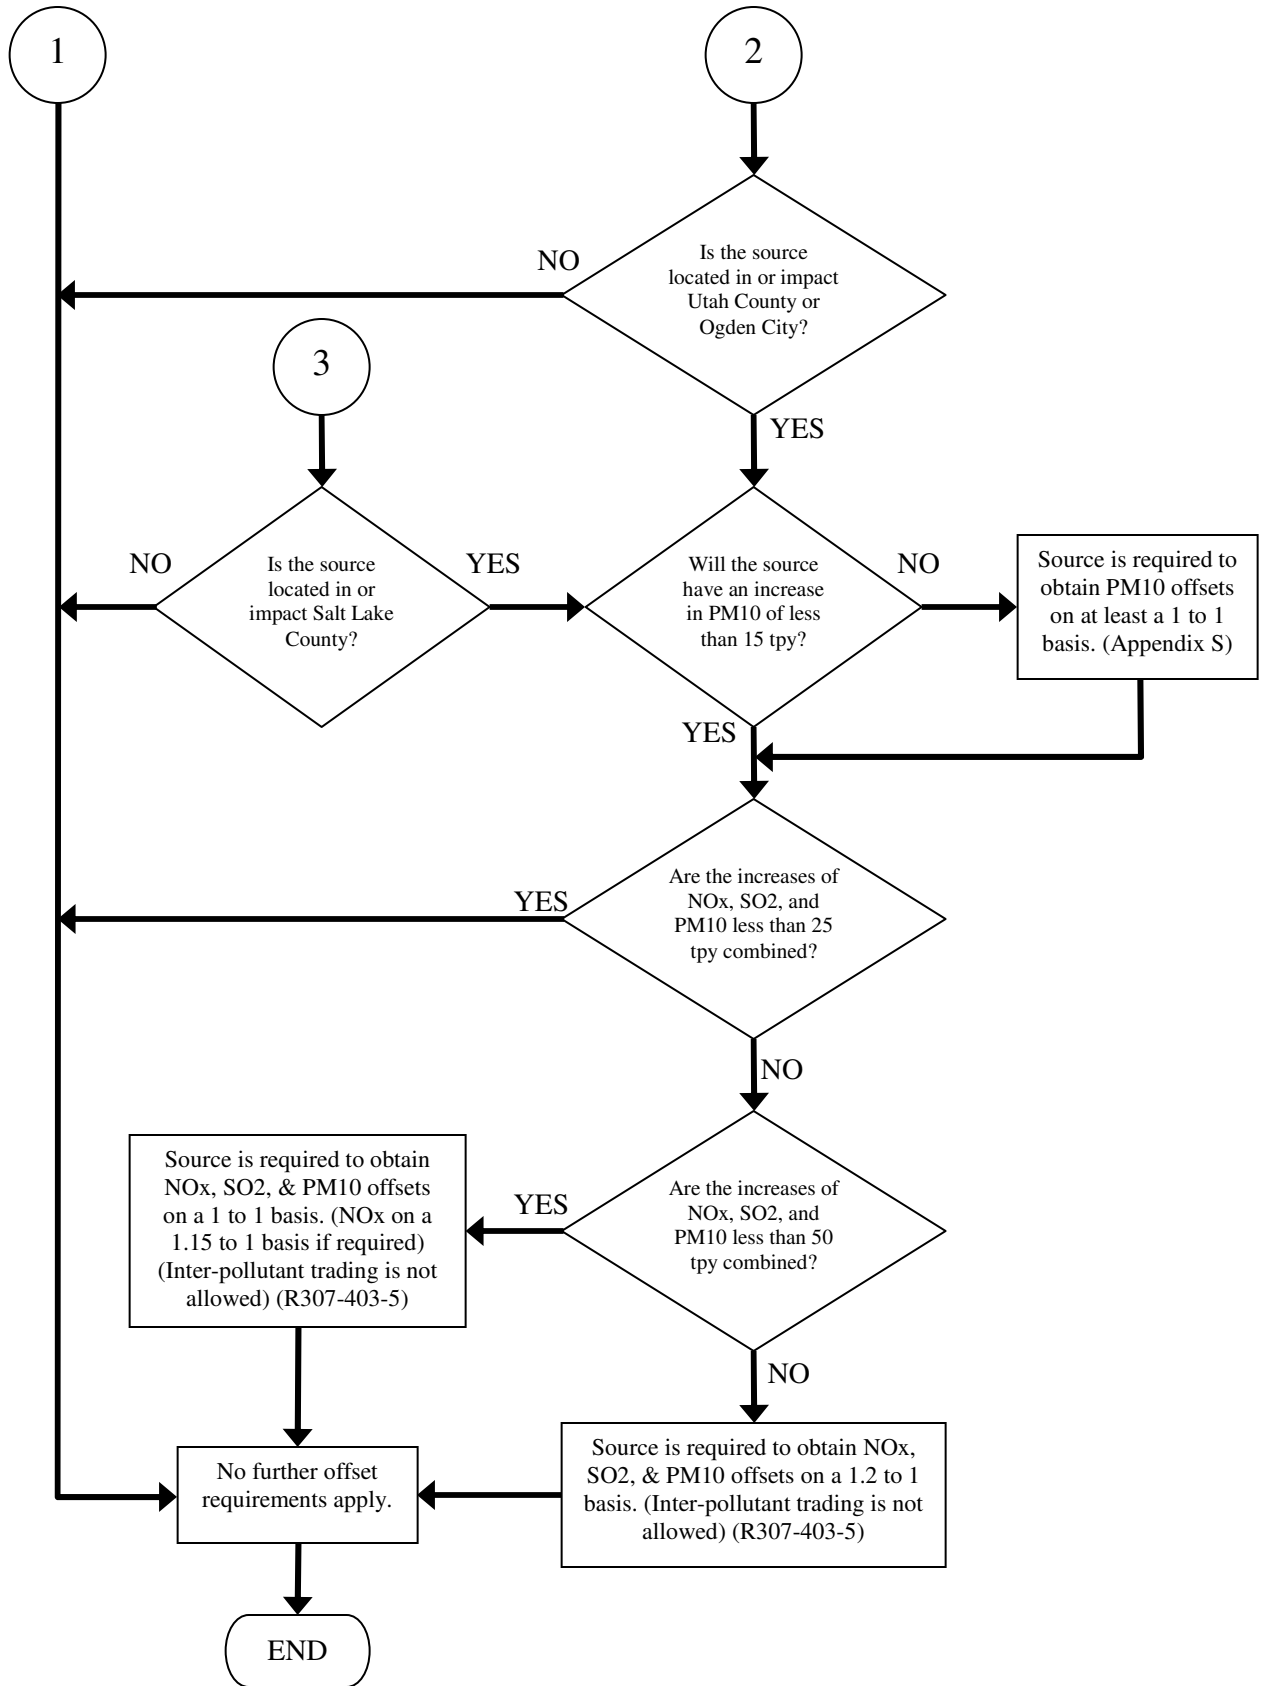 1
2
Is the source
located in or impact
Utah County or
Ogden City?
NO
YES
3
Is the source
located in or
impact Salt Lake
County?
NO
YES
Will the source
have an increase
in PM10 of less
than 15 tpy?
NO
Source is required to
obtain PM10 offsets
on at least a 1 to 1
basis. (Appendix S)
YES
Are the increases of
NOx, SO2, and
PM10 less than 25
tpy combined?
YES
NO
Are the increases of
NOx, SO2, and
PM10 less than 50
tpy combined?
YES
Source is required to obtain
NOx, SO2, & PM10 offsets
on a 1 to 1 basis. (NOx on a
1.15 to 1 basis if required)
(Inter-pollutant trading is not
allowed) (R307-403-5)
NO
Source is required to obtain NOx,
SO2, & PM10 offsets on a 1.2 to 1
basis. (Inter-pollutant trading is not
allowed) (R307-403-5)
No further offset
requirements apply.
END